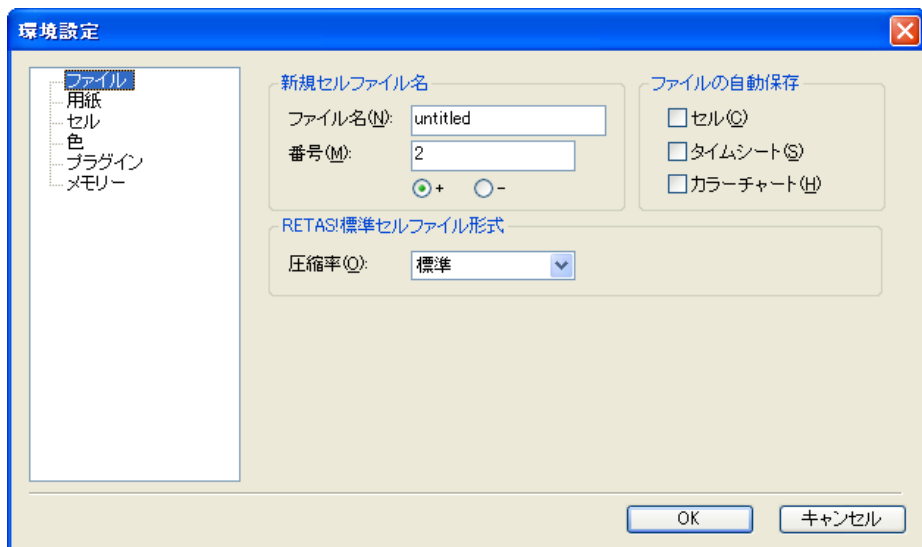 環境設定
ファイル
用紙
セル
色
プラグイン
メモリー
新規セルファイル名
ファイル名(N): untitled
番号(M): 2
+ -
ファイルの自動保存
セル(C)
タイムシート(S)
カラーチャート(H)
RETAS!標準セルファイル形式
圧縮率(O): 標準
OK キャンセル